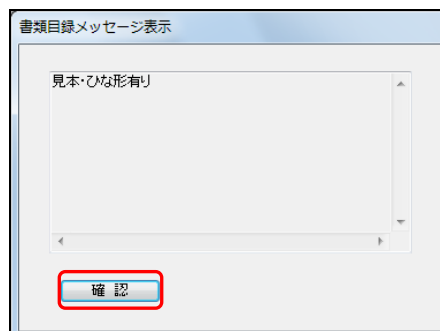 書類目録メッセージ表示
見本・ひな形有り
確 認